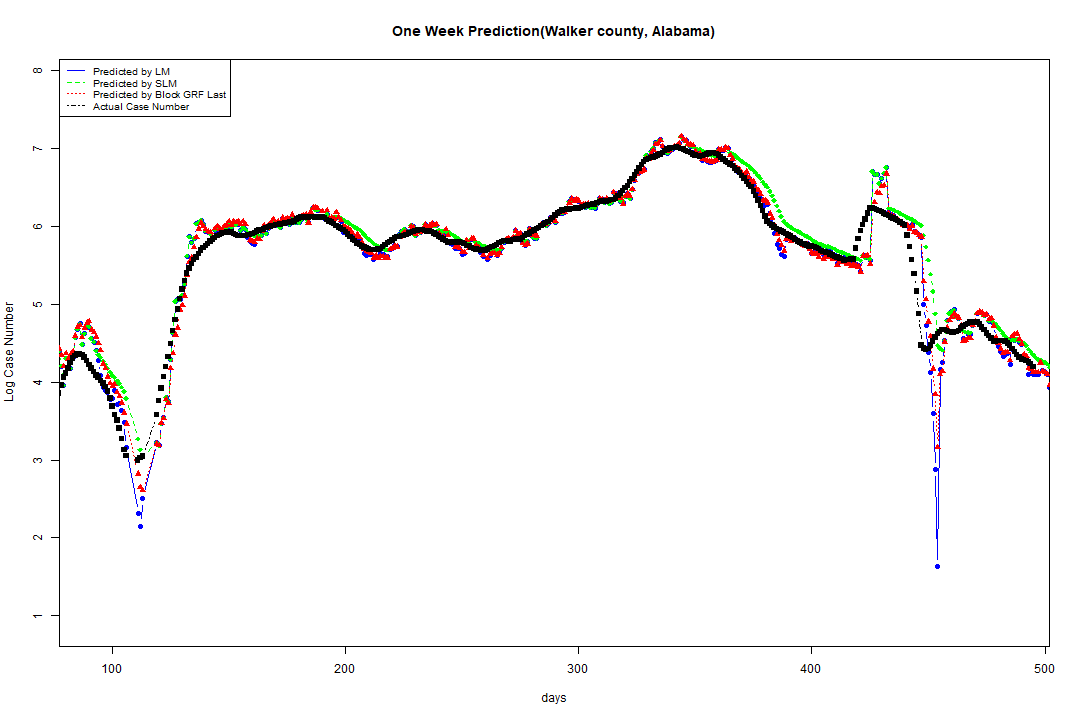 One Week Prediction(Walker county, Alabama)
Predicted by LM
Predicted by SLM
Predicted by Block GRF Last
Actual Case Number
8
7
6
5
4
3
2
1
Log Case Number
100 200 300 400 500
days